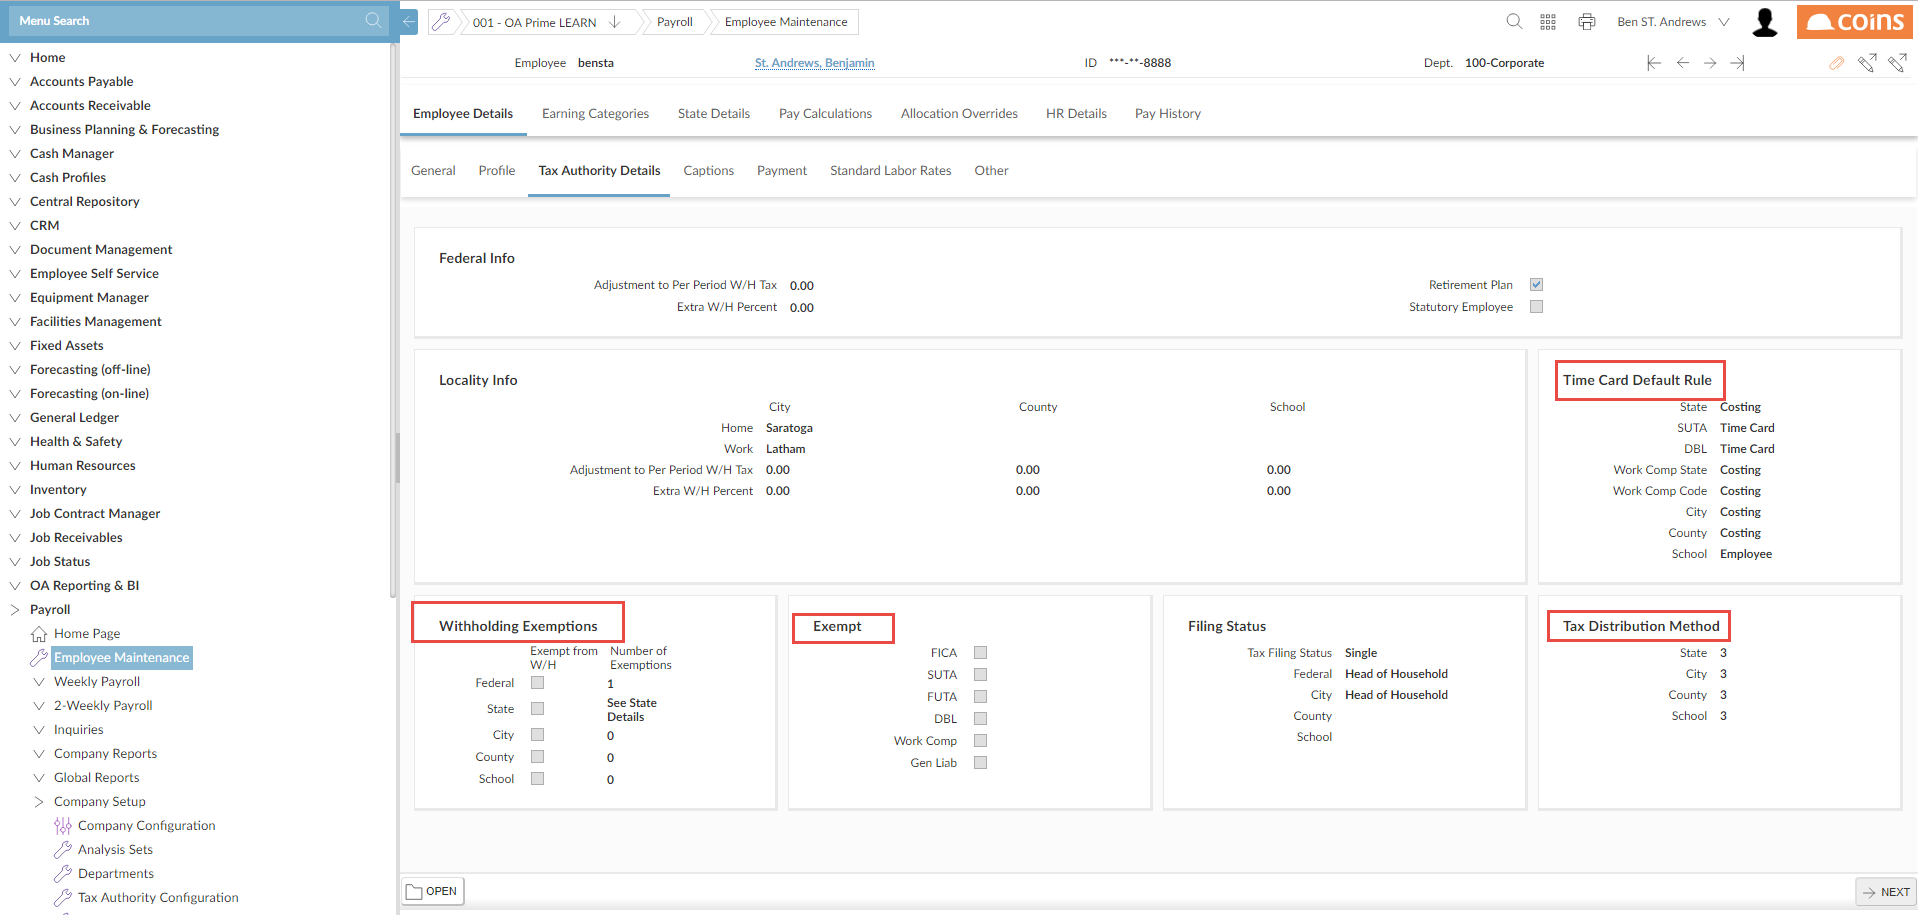 Menu Search
001 - OA Prime LEARN
Payroll
Employee Maintenance
Ben ST. Andrews
coins
Employee bensta
St. Andrews, Benjamin
ID ***-**-8888
Dept. 100-Corporate
Home
Accounts Payable
Accounts Receivable
Business Planning & Forecasting
Cash Manager
Cash Profiles
Central Repository
CRM
Document Management
Employee Self Service
Equipment Manager
Facilities Management
Fixed Assets
Forecasting (off-line)
Forecasting (on-line)
General Ledger
Health & Safety
Human Resources
Inventory
Job Contract Manager
Job Receivables
Job Status
OA Reporting & BI
Payroll
Home Page
Employee Maintenance
Weekly Payroll
2-Weekly Payroll
Inquiries
Company Reports
Global Reports
Company Setup
Company Configuration
Analysis Sets
Departments
Tax Authority Configuration
Employee Details Earning Categories State Details Pay Calculations Allocation Overrides HR Details Pay History
General Profile Tax Authority Details Captions Payment Standard Labor Rates Other
Federal Info
Adjustment to Per Period W/H Tax 0.00
Extra W/H Percent 0.00
Retirement Plan
Statutory Employee
Locality Info
City County School
Home Saratoga
Work Latham
Adjustment to Per Period W/H Tax 0.00 0.00 0.00
Extra W/H Percent 0.00 0.00 0.00
Time Card Default Rule
State Costing
SUTA Time Card
DBL Time Card
Work Comp State Costing
Work Comp Code Costing
City Costing
County Costing
School Employee
Withholding Exemptions
Exempt from W/H
Number of Exemptions
Federal 1
State See State Details
City 0
County 0
School 0
Exempt
FICA
SUTA
FUTA
DBL
Work Comp
Gen Liab
Filing Status
Tax Filing Status Single
Federal Head of Household
City Head of Household
County
School
Tax Distribution Method
State 3
City 3
County 3
School 3
OPEN
NEXT